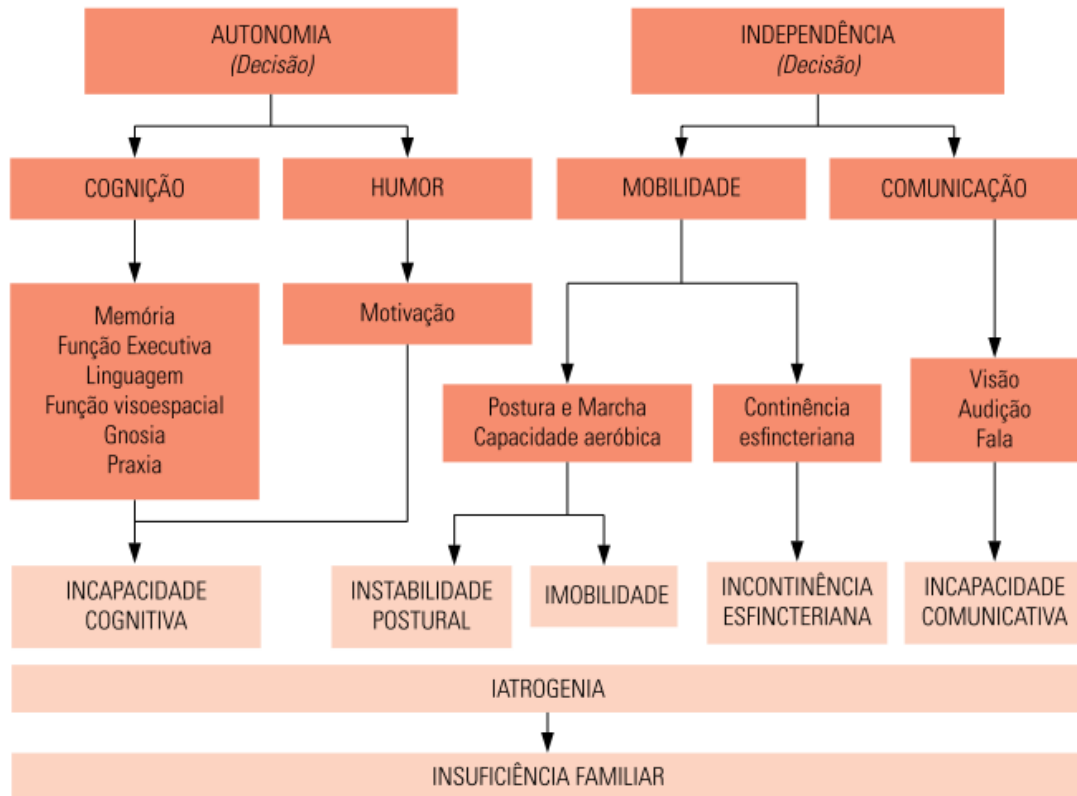 AUTONOMIA
(Decisão)
INDEPENDÊNCIA
(Decisão)
COGNIÇÃO
HUMOR
MOBILIDADE
COMUNICAÇÃO
Memória
Função Executiva
Linguagem
Função visoespacial
Gnosia
Praxia
Motivação
Postura e Marcha
Capacidade aeróbica
Continência
esfincteriana
Visão
Audição
Fala
INCAPACIDADE
COGNITIVA
INSTABILIDADE
POSTURAL
IMOBILIDADE
INCONTINÊNCIA
ESFINCTERIANA
INCAPACIDADE
COMUNICATIVA
IATROGENIA
INSUFICIÊNCIA FAMILIAR